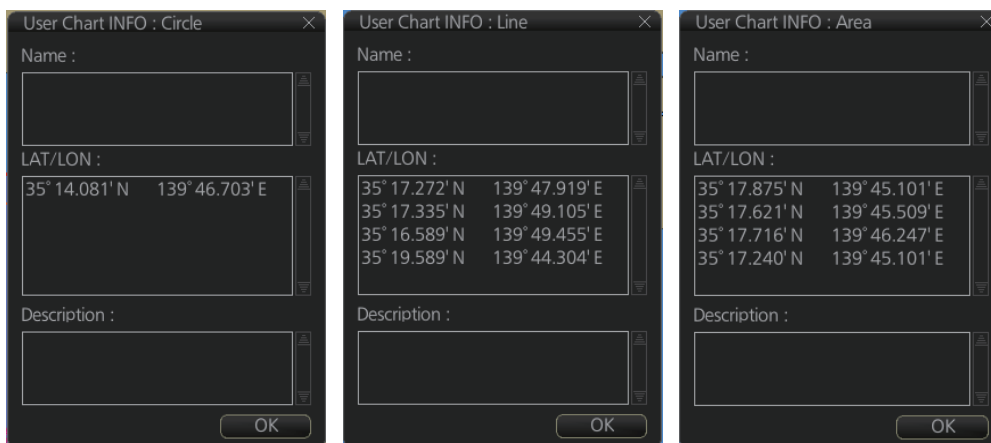 User Chart INFO : Circle
Name :
LAT/LON :
35° 14.081' N 139° 46.703' E
Description :
OK
User Chart INFO : Line
Name :
LAT/LON :
35° 17.272' N 139° 47.919' E
35° 17.335' N 139° 49.105' E
35° 16.589' N 139° 49.455' E
35° 19.589' N 139° 44.304' E
Description :
OK
User Chart INFO : Area
Name :
LAT/LON :
35° 17.875' N 139° 45.101' E
35° 17.621' N 139° 45.509' E
35° 17.716' N 139° 46.247' E
35° 17.240' N 139° 45.101' E
Description :
OK